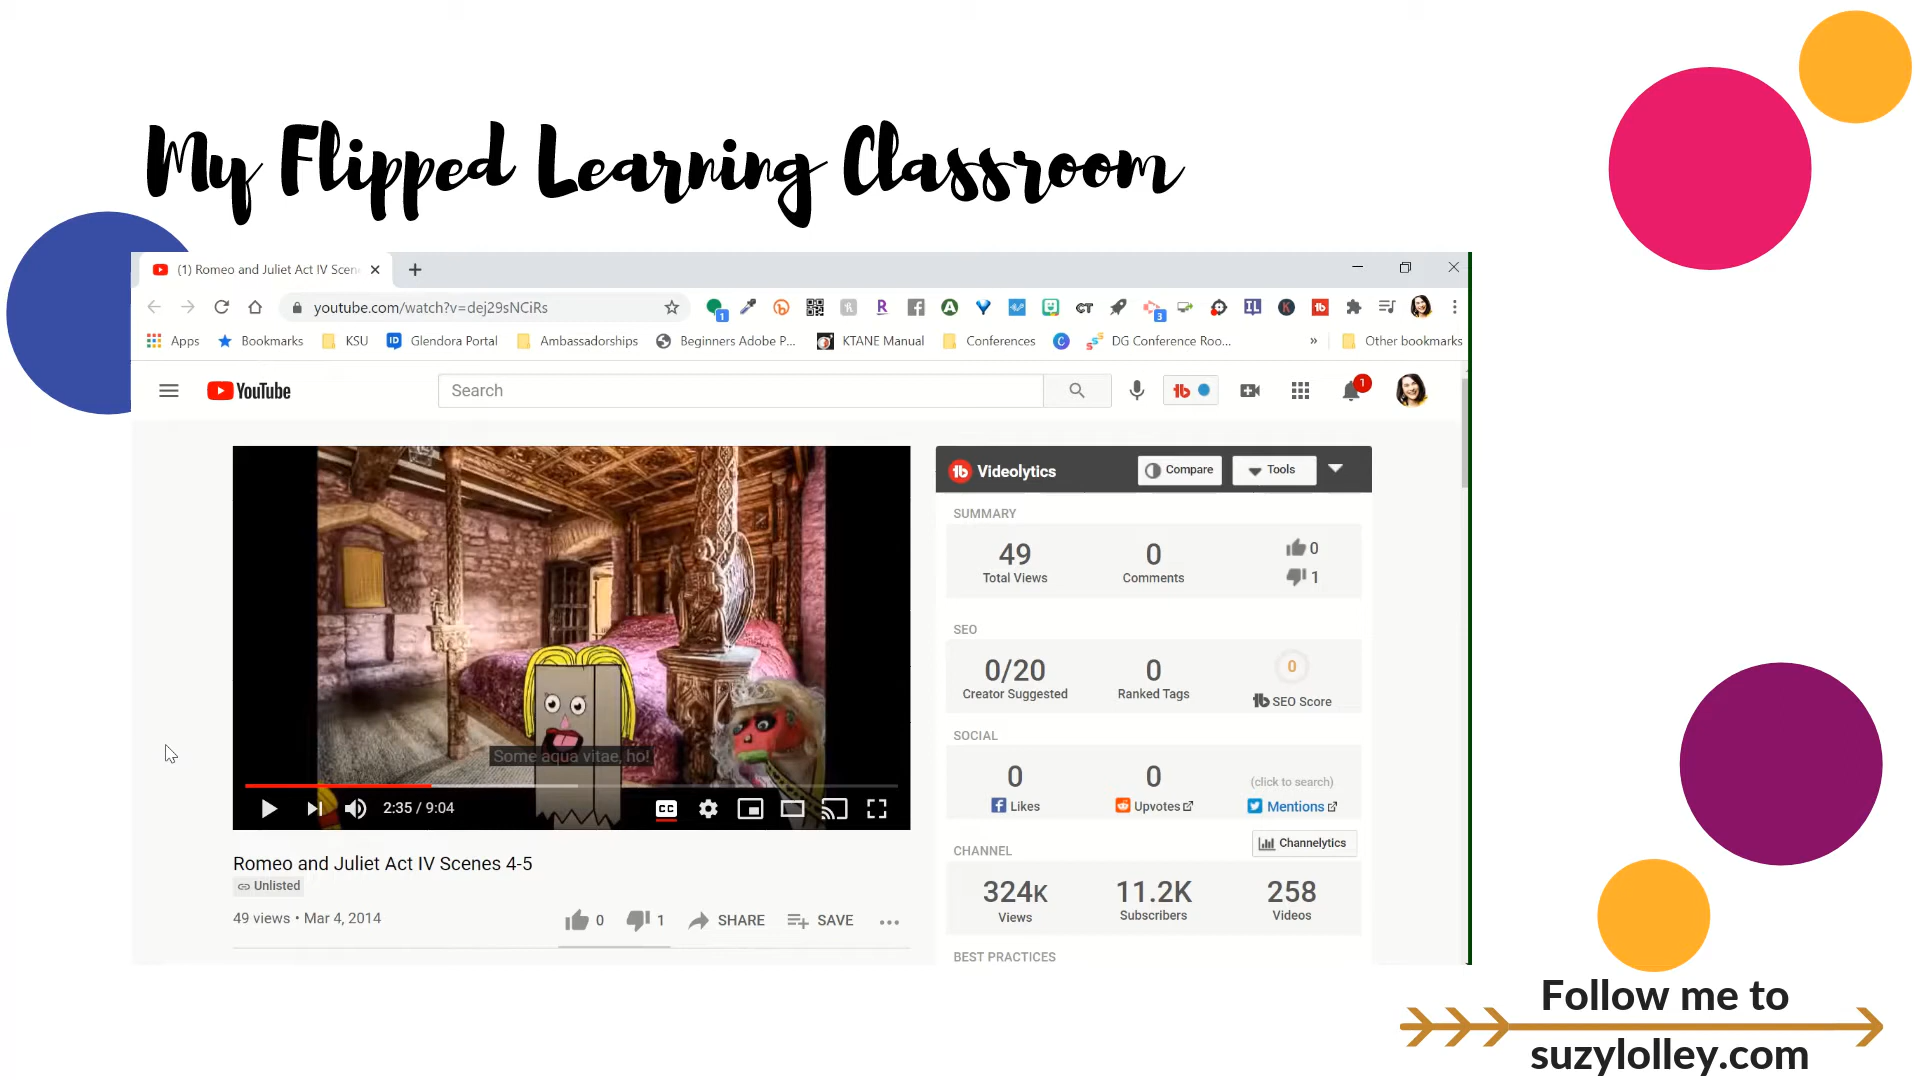 My Flipped Learning Classroom
(1) Romeo and Juliet Act IV Scen
youtube.com/watch?v=dej29sNCiRs
1
3
Apps Bookmarks KSU Glendora Portal Ambassadorships Beginners Adobe P... KTANE Manual Conferences DG Conference Roo... » Other bookmarks
YouTube Search 1
Some aqua vitae, ho!
2:35 / 9:04 CC
Romeo and Juliet Act IV Scenes 4-5
Unlisted
49 views • Mar 4, 2014 0 1 SHARE SAVE ...
Videolytics Compare Tools
SUMMARY
49 0 0
Total Views Comments 1
SEO
0/20 0 0
Creator Suggested Ranked Tags SEO Score
SOCIAL
0 0 (click to search)
Likes Upvotes Mentions
CHANNEL Channelytics
324K 11.2K 258
Views Subscribers Videos
BEST PRACTICES
Follow me to
suzylolley.com